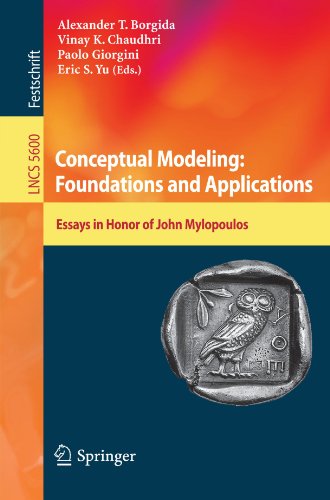 Alexander T. Borgida
Vinay K. Chaudhri
Paolo Giorgini
Eric S. Yu (Eds.)
Festschrift
LNCS 5600
Conceptual Modeling:
Foundations and Applications
Essays in Honor of John Mylopoulos
ΑΘΕ
Springer